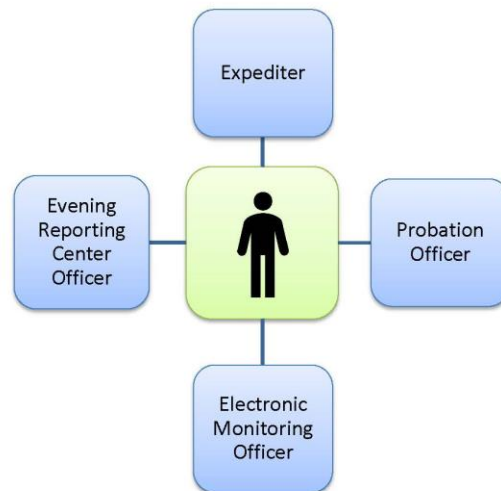 Expediter
Evening
Reporting
Center
Officer
Probation
Officer
Electronic
Monitoring
Officer